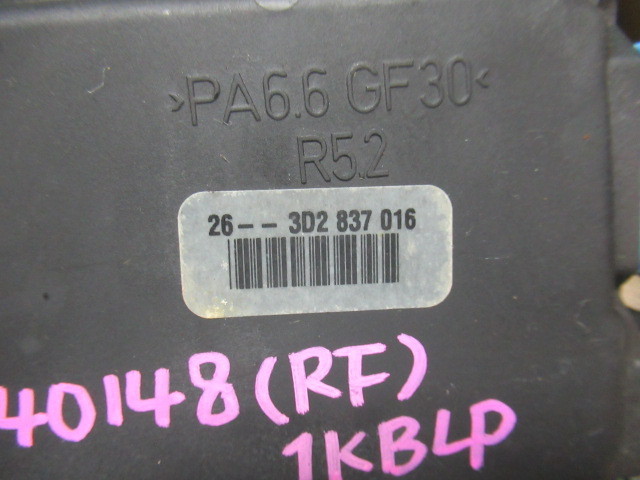 >PA6.6 GF30<
R5.2
26-- 3D2 837 016
40148(RF)
1KBLP